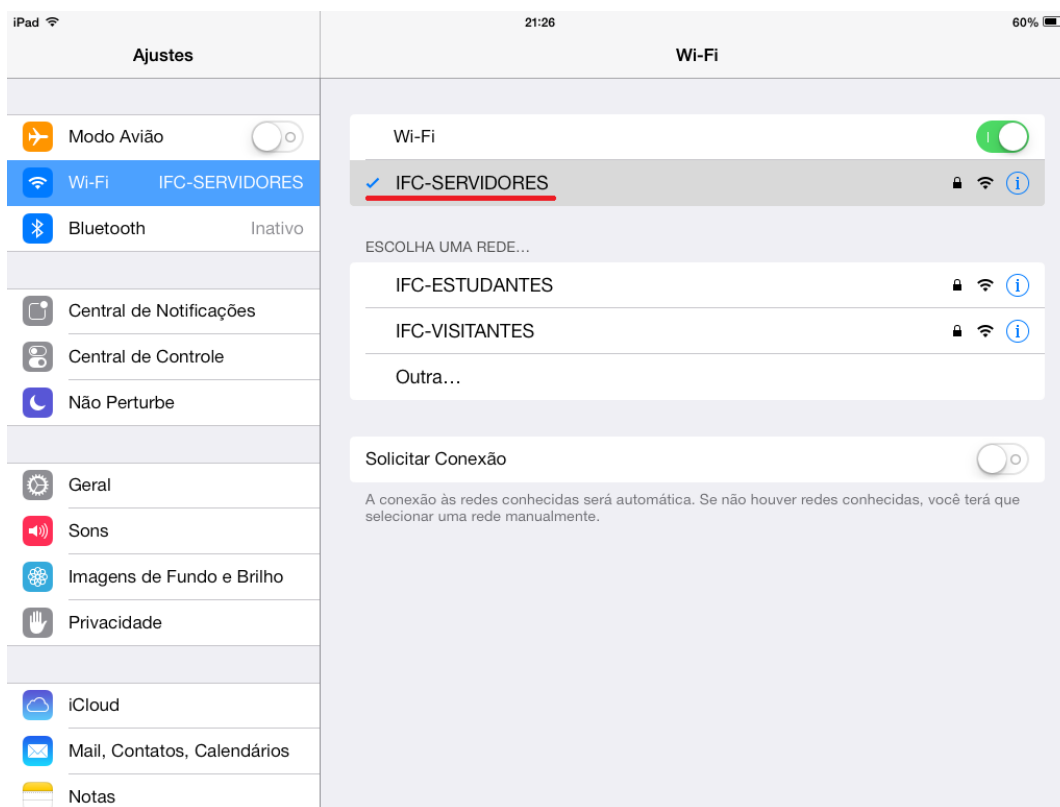 iPad
21:26
60%
Ajustes
Wi-Fi
Modo Avião
Wi-Fi IFC-SERVIDORES
Bluetooth Inativo
Central de Notificações
Central de Controle
Não Perturbe
Geral
Sons
Imagens de Fundo e Brilho
Privacidade
iCloud
Mail, Contatos, Calendários
Notas
Wi-Fi
IFC-SERVIDORES
ESCOLHA UMA REDE...
IFC-ESTUDANTES
IFC-VISITANTES
Outra...
Solicitar Conexão
A conexão às redes conhecidas será automática. Se não houver redes conhecidas, você terá que
selecionar uma rede manualmente.